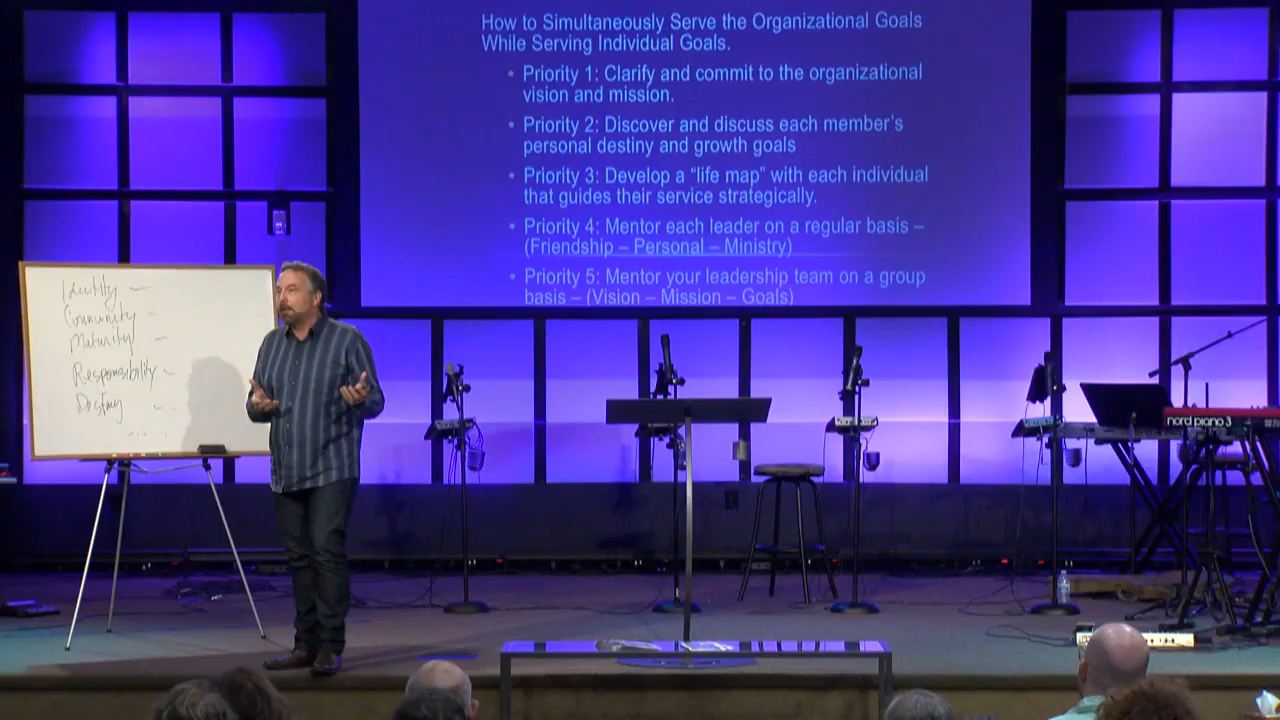 How to Simultaneously Serve the Organizational Goals
While Serving Individual Goals.
• Priority 1: Clarify and commit to the organizational
vision and mission.
• Priority 2: Discover and discuss each member's
personal destiny and growth goals
• Priority 3: Develop a “life map” with each individual
that guides their service strategically.
• Priority 4: Mentor each leader on a regular basis –
(Friendship – Personal – Ministry)
• Priority 5: Mentor your leadership team on a group
basis – (Vision – Mission – Goals)
Identity –
Community -
Maturity –
Responsibility -
Destiny - .
nord piano 3